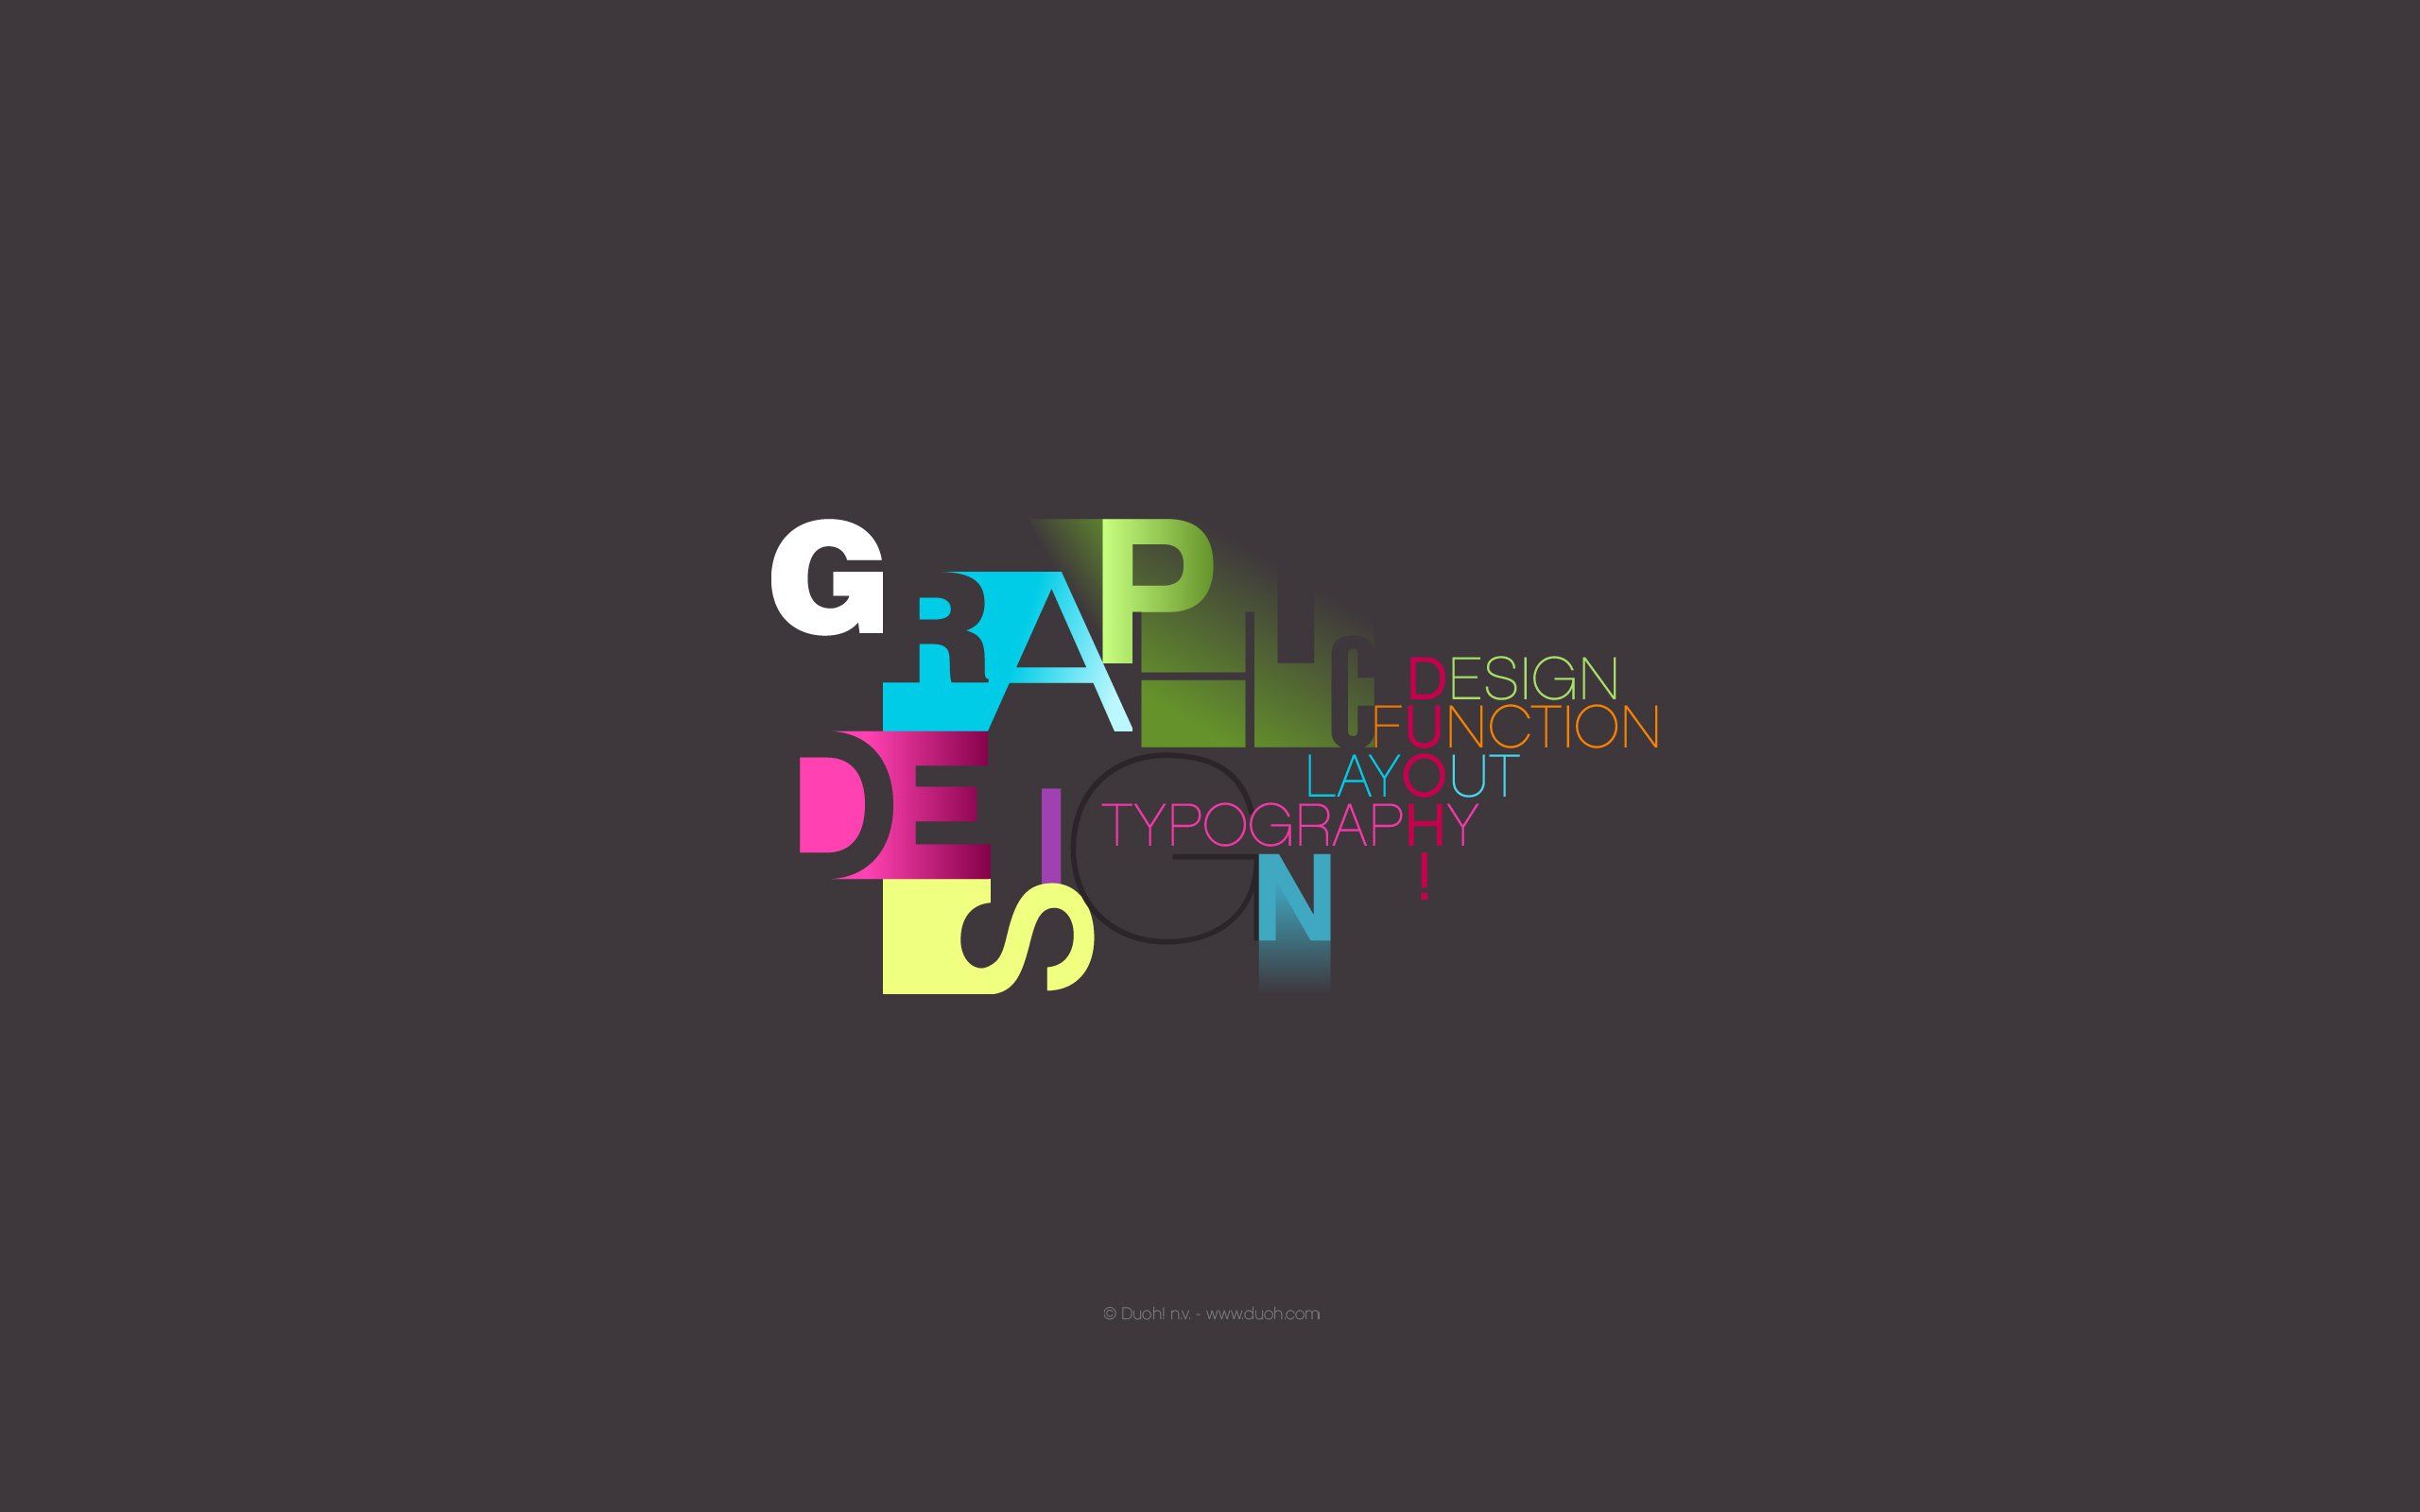 GRAPHIC
DESIGN
DESIGN
FUNCTION
LAYOUT
TYPOGRAPHY
!
© Duoh! n.v. - www.duoh.com